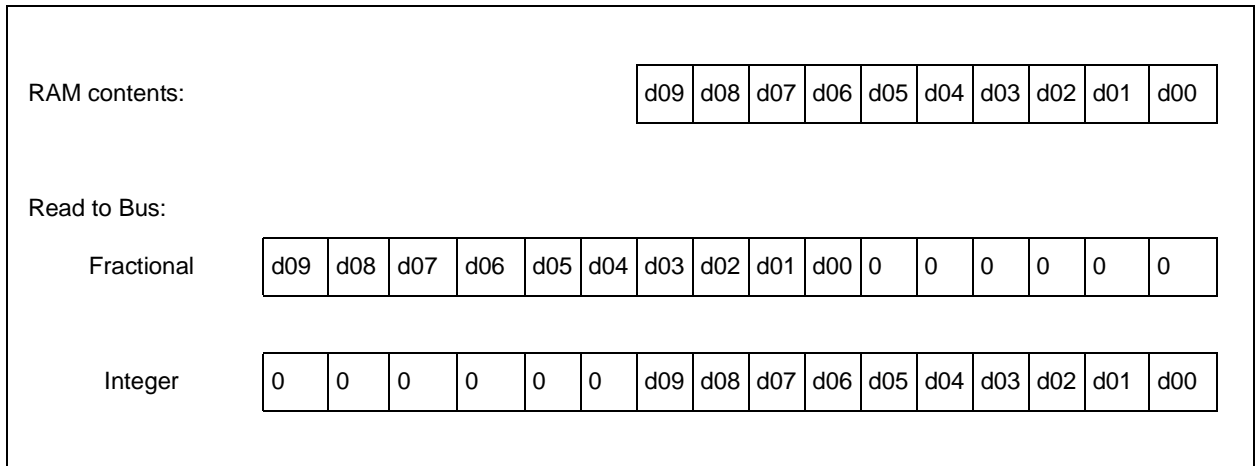 RAM contents: d09 d08 d07 d06 d05 d04 d03 d02 d01 d00
Read to Bus:
Fractional d09 d08 d07 d06 d05 d04 d03 d02 d01 d00 0 0 0 0 0 0
Integer 0 0 0 0 0 0 d09 d08 d07 d06 d05 d04 d03 d02 d01 d00